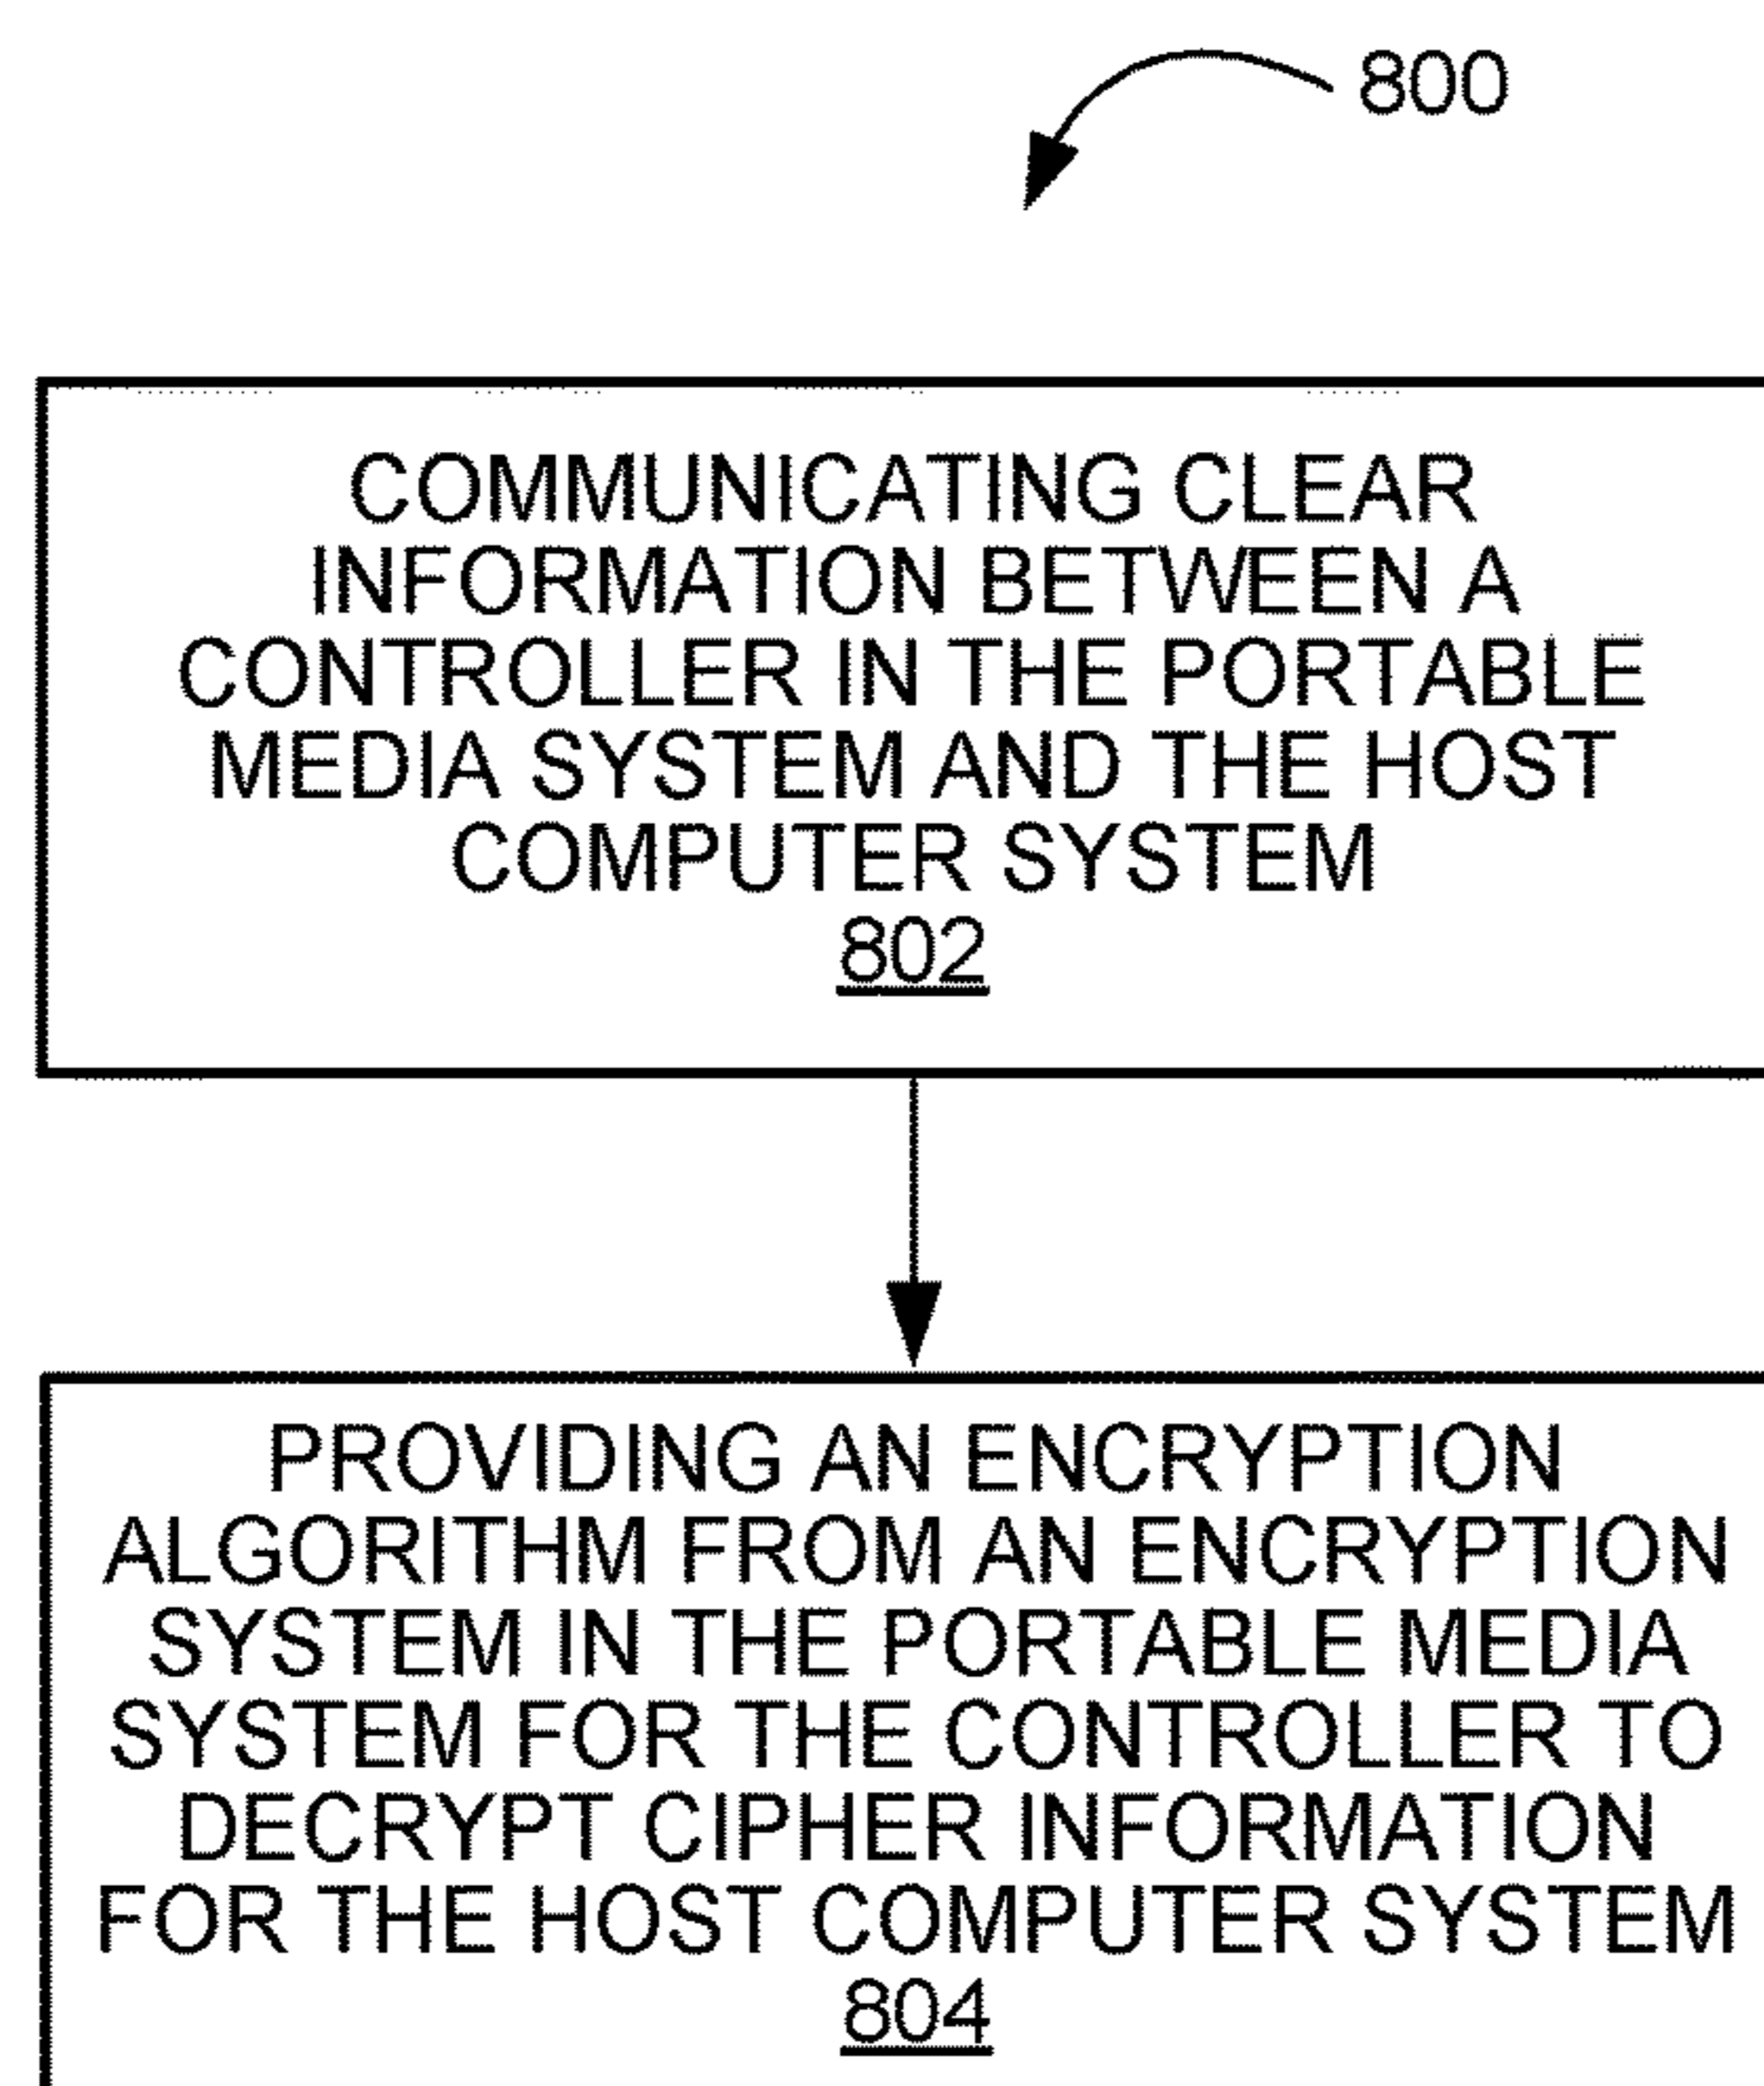 800
COMMUNICATING CLEAR
INFORMATION BETWEEN A
CONTROLLER IN THE PORTABLE
MEDIA SYSTEM AND THE HOST
COMPUTER SYSTEM
802
PROVIDING AN ENCRYPTION
ALGORITHM FROM AN ENCRYPTION
SYSTEM IN THE PORTABLE MEDIA
SYSTEM FOR THE CONTROLLER TO
DECRYPT CIPHER INFORMATION
FOR THE HOST COMPUTER SYSTEM
804